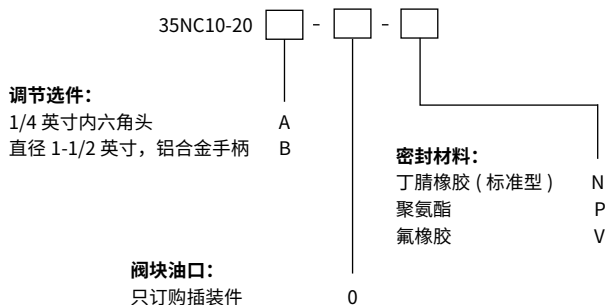 35NC10-20 - -
调节选件：
1/4 英寸内六角头 A
直径 1-1/2 英寸，铝合金手柄 B
密封材料：
丁腈橡胶 ( 标准型 ) N
聚氨酯 P
氟橡胶 V
阀块油口：
只订购插装件 0